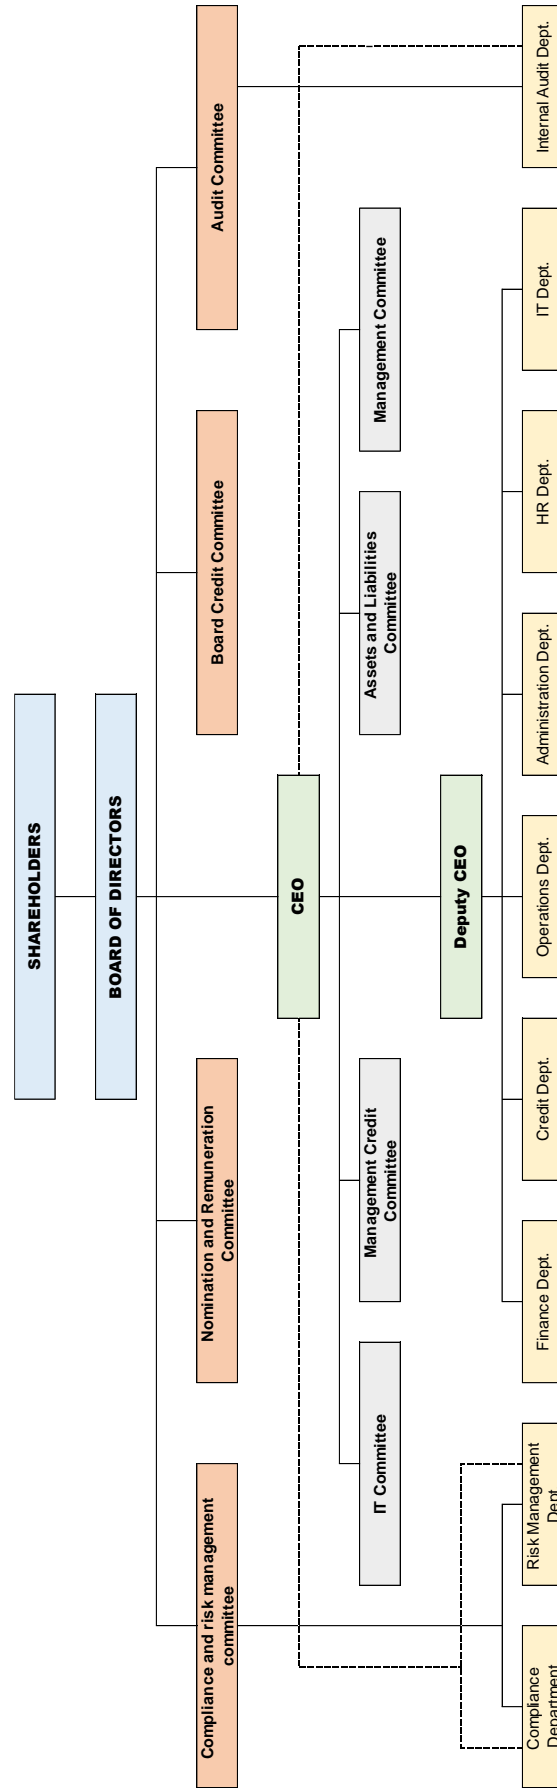 SHAREHOLDERS
BOARD OF DIRECTORS
Compliance and risk management
committee
Nomination and Remuneration
Committee
Board Credit Committee
Audit Committee
CEO
IT Committee
Management Credit
Committee
Assets and Liabilities
Committee
Management Committee
Deputy CEO
Compliance
Department
Risk Management
Dept
Finance Dept.
Credit Dept.
Operations Dept.
Administration Dept.
HR Dept.
IT Dept.
Internal Audit Dept.